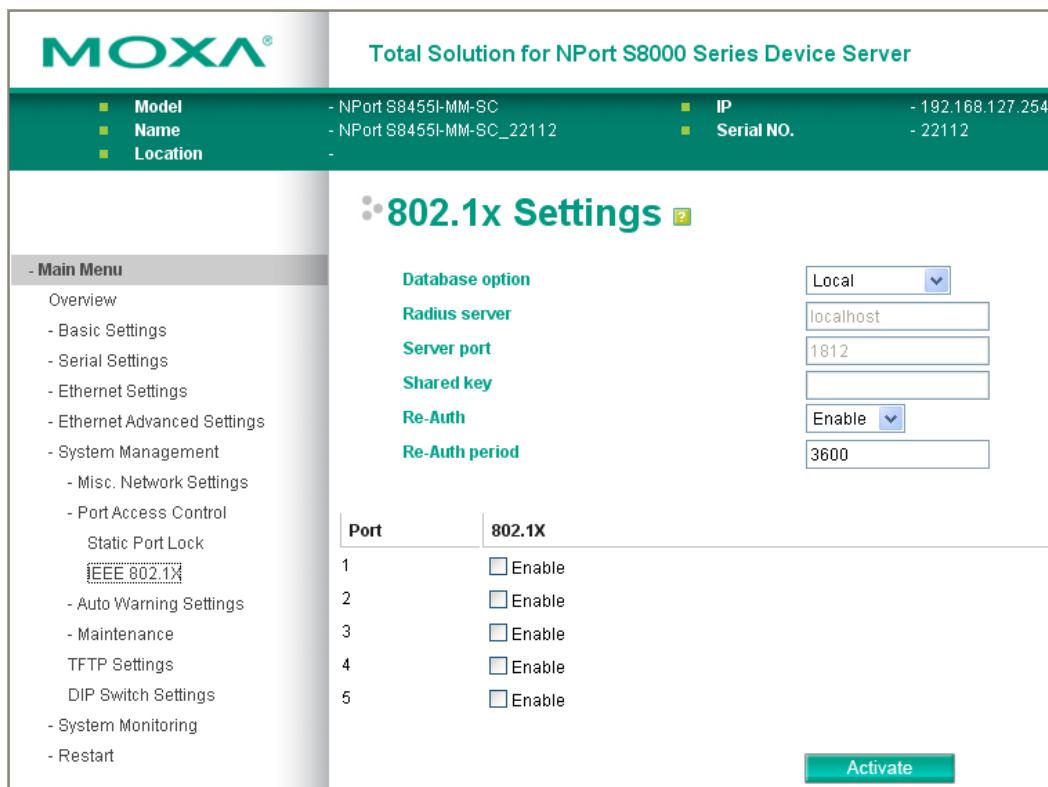 MOXA®
Total Solution for NPort S8000 Series Device Server
Model - NPort S8455I-MM-SC IP - 192.168.127.254
Name - NPort S8455I-MM-SC_22112 Serial NO. - 22112
Location -
802.1x Settings ?
- Main Menu
Overview
- Basic Settings
- Serial Settings
- Ethernet Settings
- Ethernet Advanced Settings
- System Management
- Misc. Network Settings
- Port Access Control
Static Port Lock
IEEE 802.1X
- Auto Warning Settings
- Maintenance
TFTP Settings
DIP Switch Settings
- System Monitoring
- Restart
Database option Local
Radius server localhost
Server port 1812
Shared key
Re-Auth Enable
Re-Auth period 3600
Port 802.1X
1 Enable
2 Enable
3 Enable
4 Enable
5 Enable
Activate